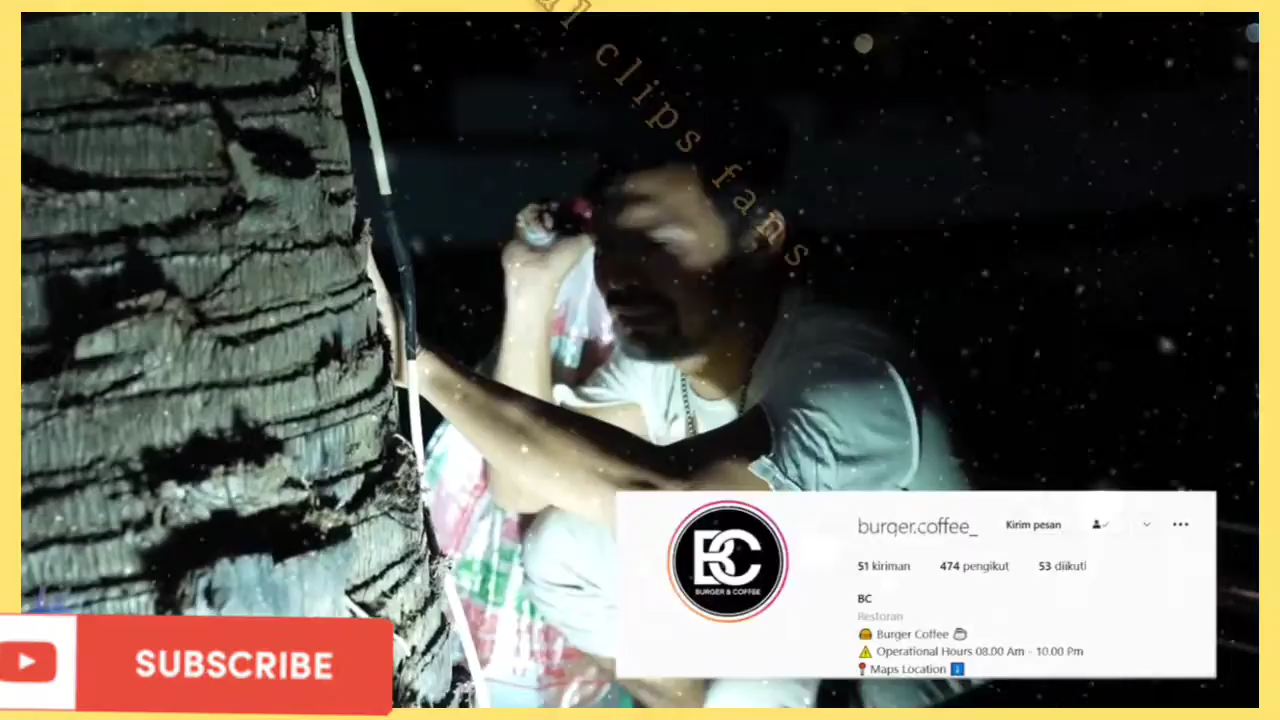 ul clips fans.
burger.coffee_ Kirim pesan
51 kiriman 474 pengikut 53 diikuti
BC
BURGER & COFFEE
BC
Restoran
Burger Coffee
Operational Hours 08.00 Am - 10.00 Pm
Maps Location
SUBSCRIBE